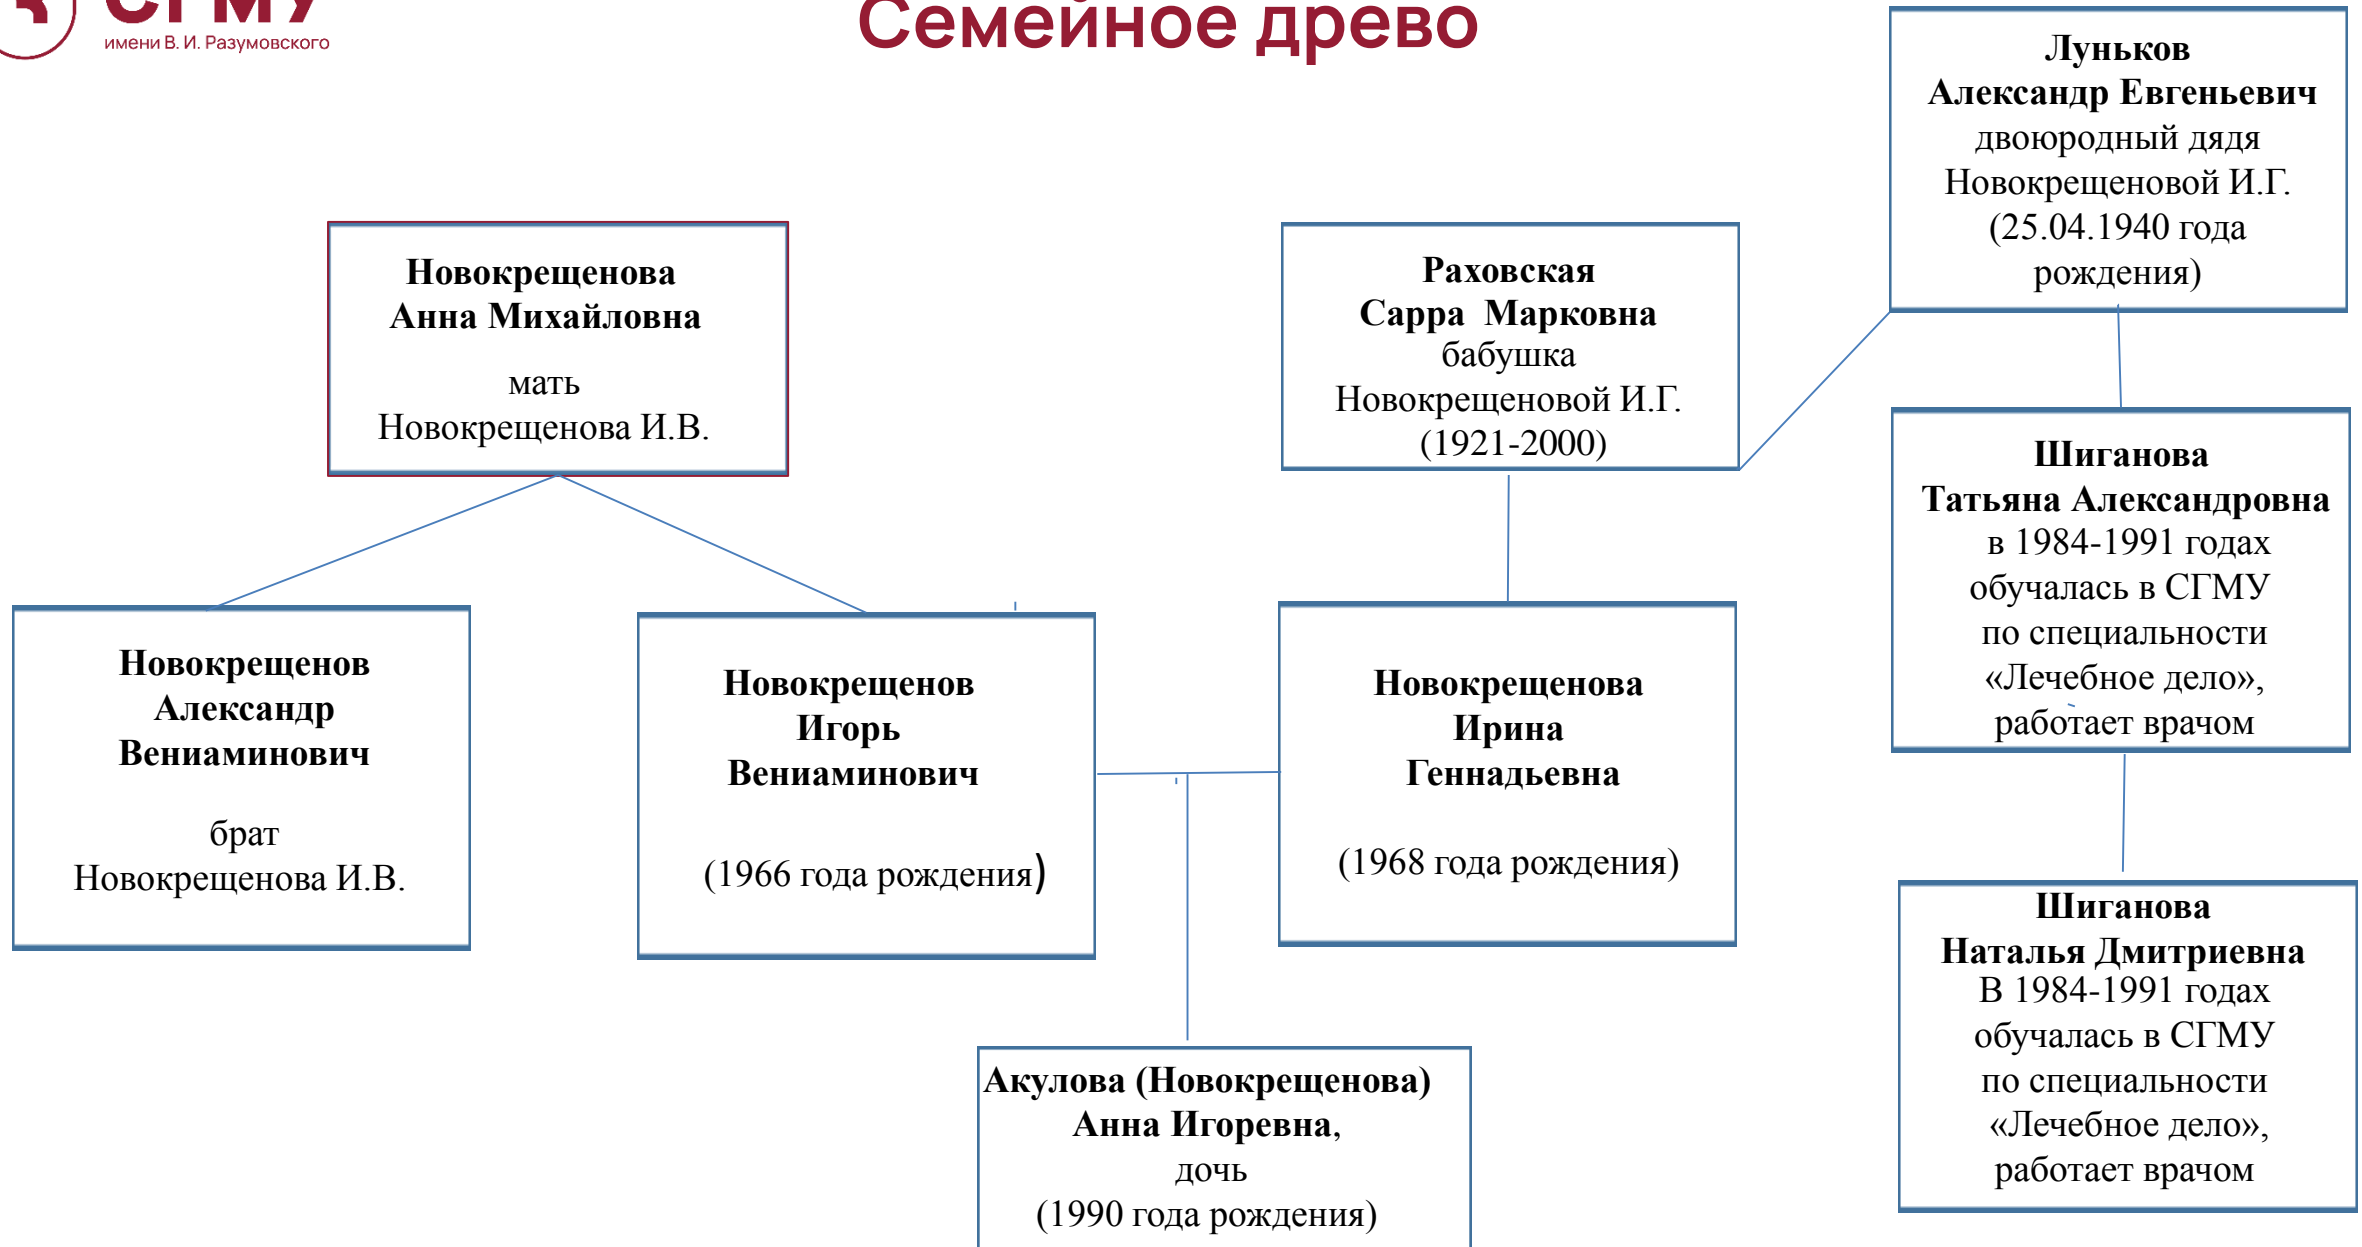 СГМУ
имени В. И. Разумовского
Семейное древо
Луньков
Александр Евгеньевич
двоюродный дядя
Новокрещеновой И.Г.
(25.04.1940 года
рождения)
Новокрещенова
Анна Михайловна
мать
Новокрещенова И.В.
Раховская
Сарра Марковна
бабушка
Новокрещеновой И.Г.
(1921-2000)
Шиганова
Татьяна Александровна
в 1984-1991 годах
обучалась в СГМУ
по специальности
«Лечебное дело»,
работает врачом
Новокрещенов
Александр
Вениаминович
брат
Новокрещенова И.В.
Новокрещенов
Игорь
Вениаминович
(1966 года рождения)
Новокрещенова
Ирина
Геннадьевна
(1968 года рождения)
Шиганова
Наталья Дмитриевна
В 1984-1991 годах
обучалась в СГМУ
по специальности
«Лечебное дело»,
работает врачом
Акулова (Новокрещенова)
Анна Игоревна,
дочь
(1990 года рождения)